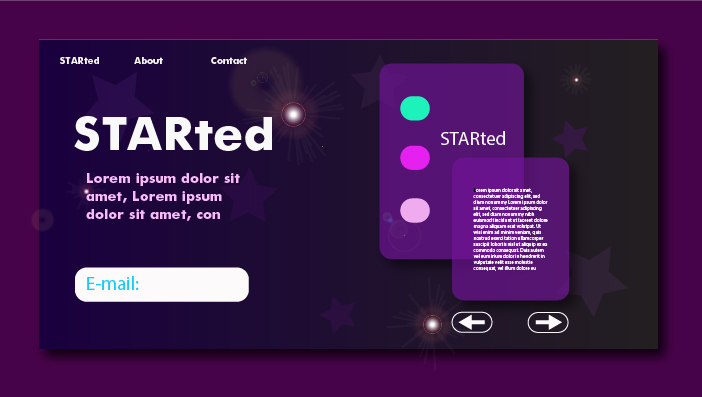 STARted About Contact
STARted
Lorem ipsum dolor sit
amet, Lorem ipsum
dolor sit amet, con
E-mail:
STARted
Lorem ipsum dolor sit amet,
consectetuer adipiscing elit, sed
diam nonummy Lorem ipsum dolor
sit amet, consectetuer adipiscing
elit, sed diam nonummy nibh
euismod tincidunt ut laoreet dolore
magna aliquam erat volutpat. Ut
wisi enim ad minim veniam, quis
nostrud exerci tation ullamcorper
suscipit lobortis nisl ut aliquip ex ea
commodo consequat. Duis autem
vel eum iriure dolor in hendrerit in
vulputate velit esse molestie
consequat, vel illum dolore eu